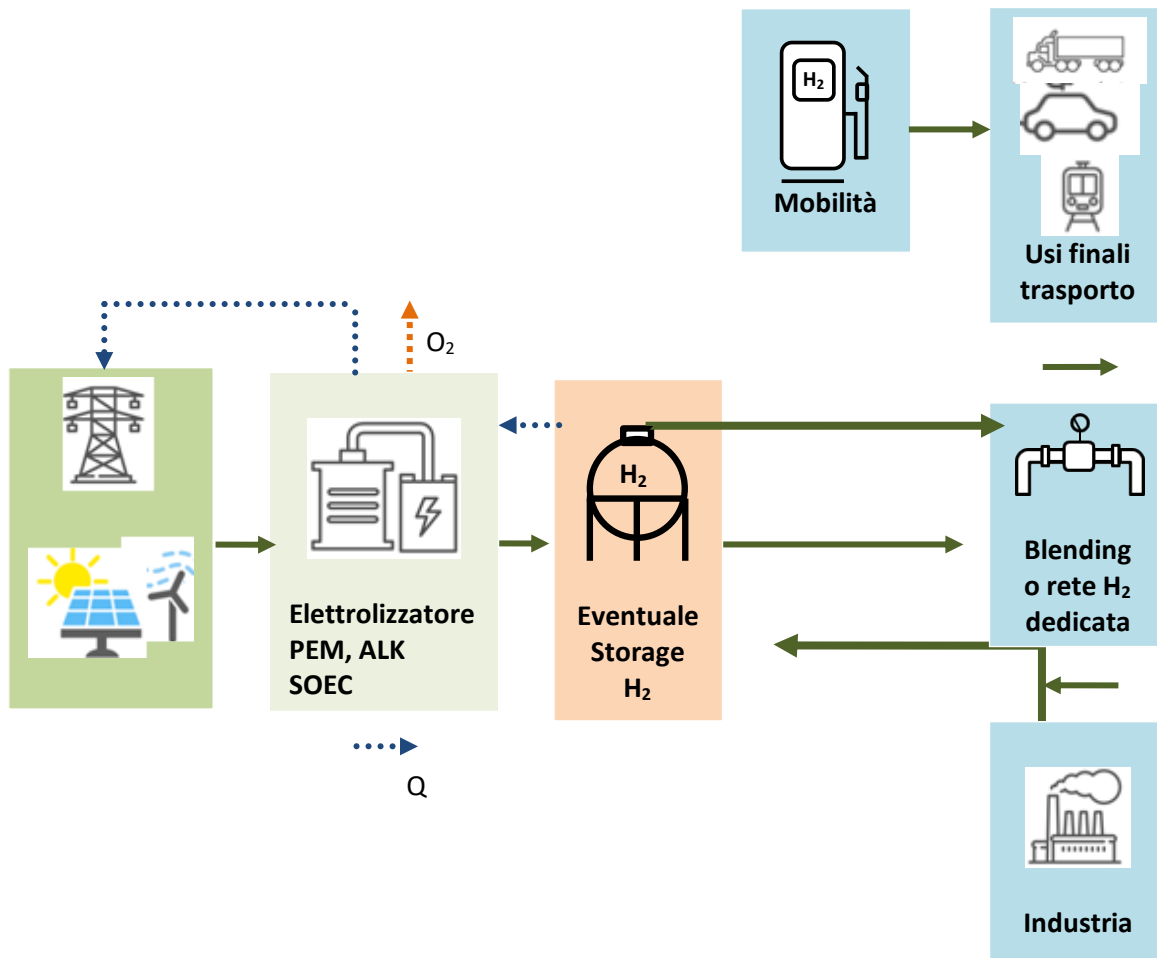 H₂
Mobilità
Usi finali
trasporto
O₂
H₂
Elettrolizzatore
PEM, ALK
SOEC
Eventuale
Storage
H₂
Blending
o rete H₂
dedicata
Q
Industria